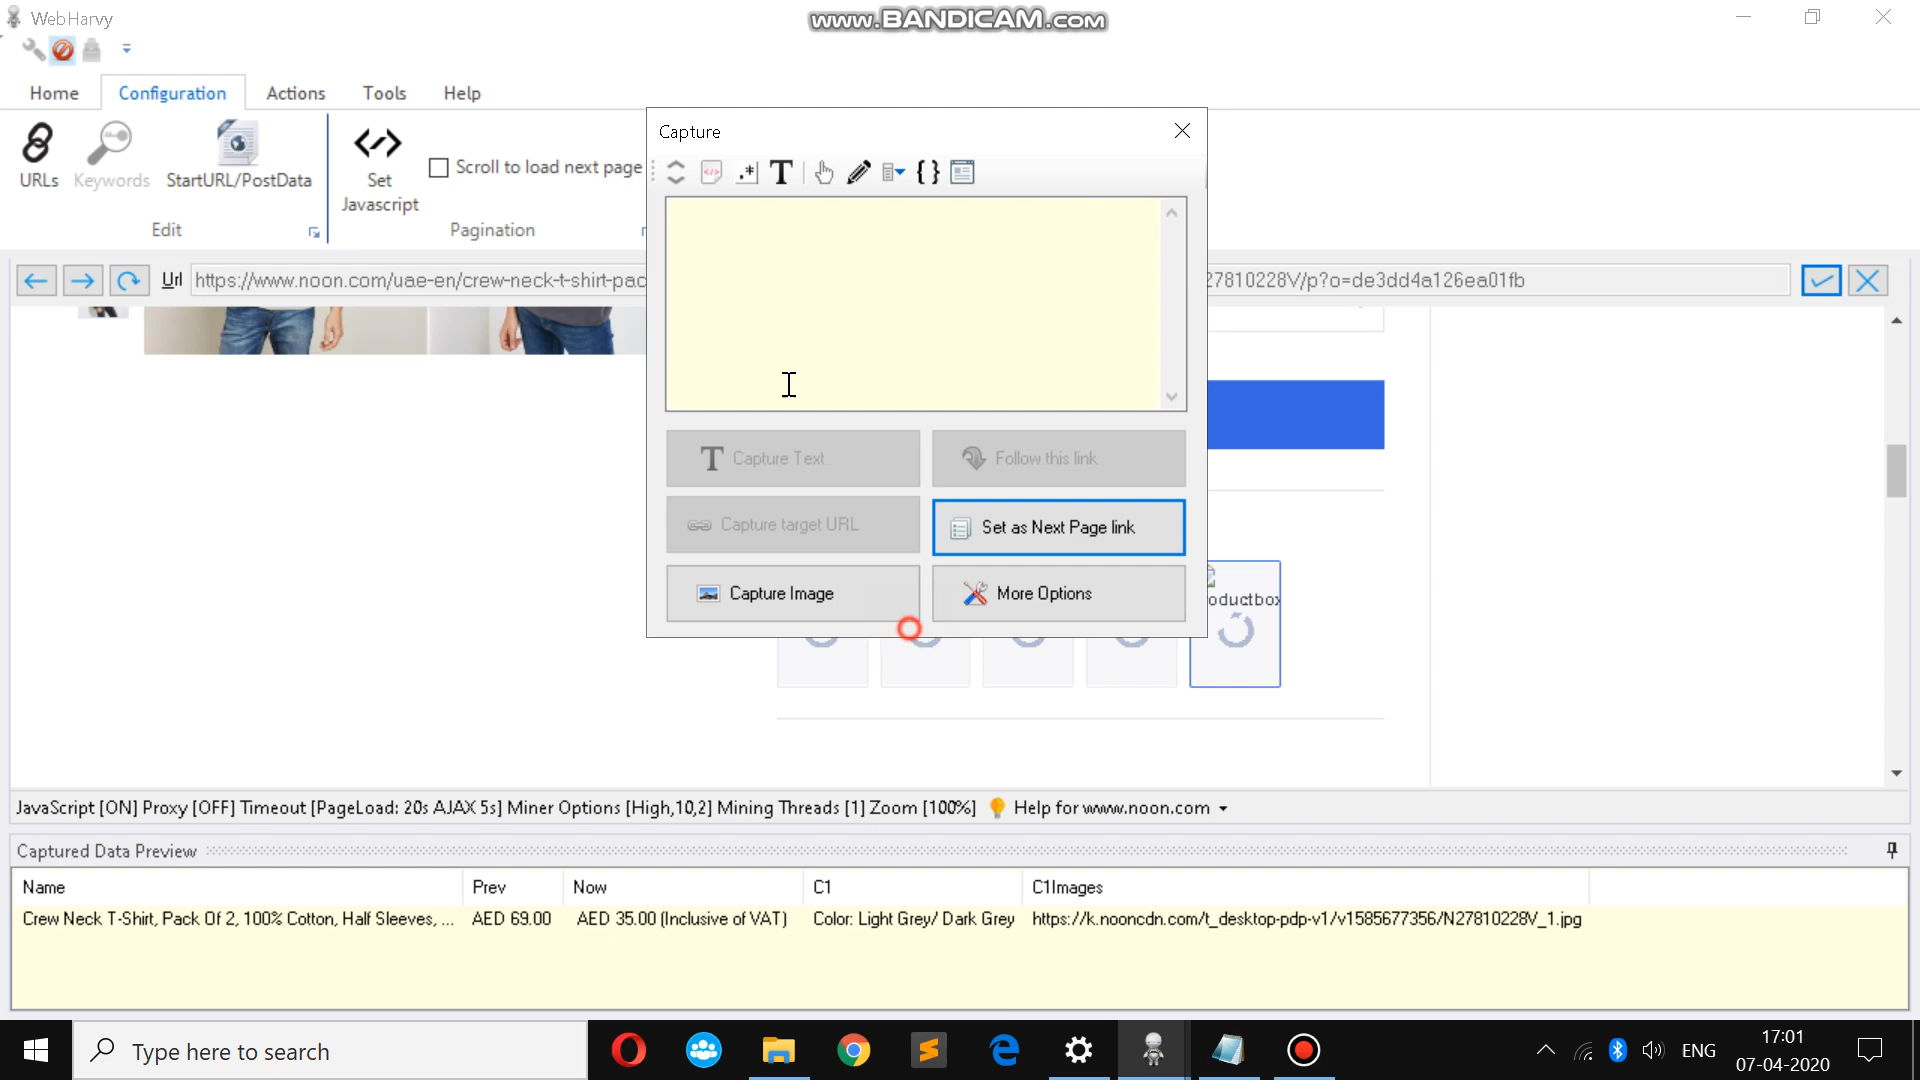 WebHarvy
www.BANDICAM.com
Home Configuration Actions Tools Help
URLs
Keywords
StartURL/PostData
Set
Javascript
Scroll to load next page
Edit
Pagination
Capture
.*
T
{ }
Url https://www.noon.com/uae-en/crew-neck-t-shirt-pac
27810228V/p?o=de3dd4a126ea01fb
T Capture Text
Follow this link
Capture target URL
Set as Next Page link
Capture Image
More Options
oductbox
JavaScript [ON] Proxy [OFF] Timeout [PageLoad: 20s AJAX 5s] Miner Options [High,10,2] Mining Threads [1] Zoom [100%] Help for www.noon.com
Captured Data Preview
Name Prev Now C1 C1Images
Crew Neck T-Shirt, Pack Of 2, 100% Cotton, Half Sleeves, ... AED 69.00 AED 35.00 (Inclusive of VAT) Color: Light Grey/ Dark Grey https://k.nooncdn.com/t_desktop-pdp-v1/v1585677356/N27810228V_1.jpg
Type here to search
ENG
17:01
07-04-2020